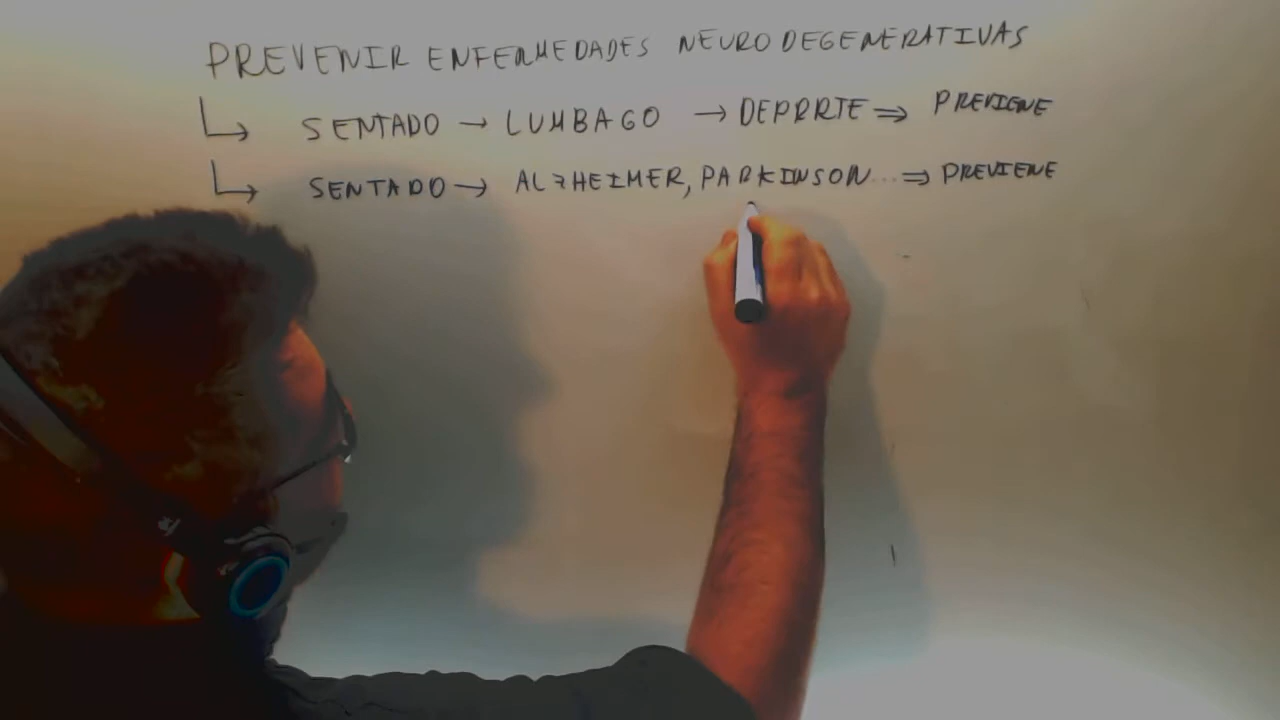 PREVENIR ENFERMEDADES NEURODEGENERATIVAS
↳ SENTADO → LUMBAGO → DEPORTE ⇒ PREVIENE
↳ SENTADO → ALZHEIMER, PARKINSON... ⇒ PREVIENE